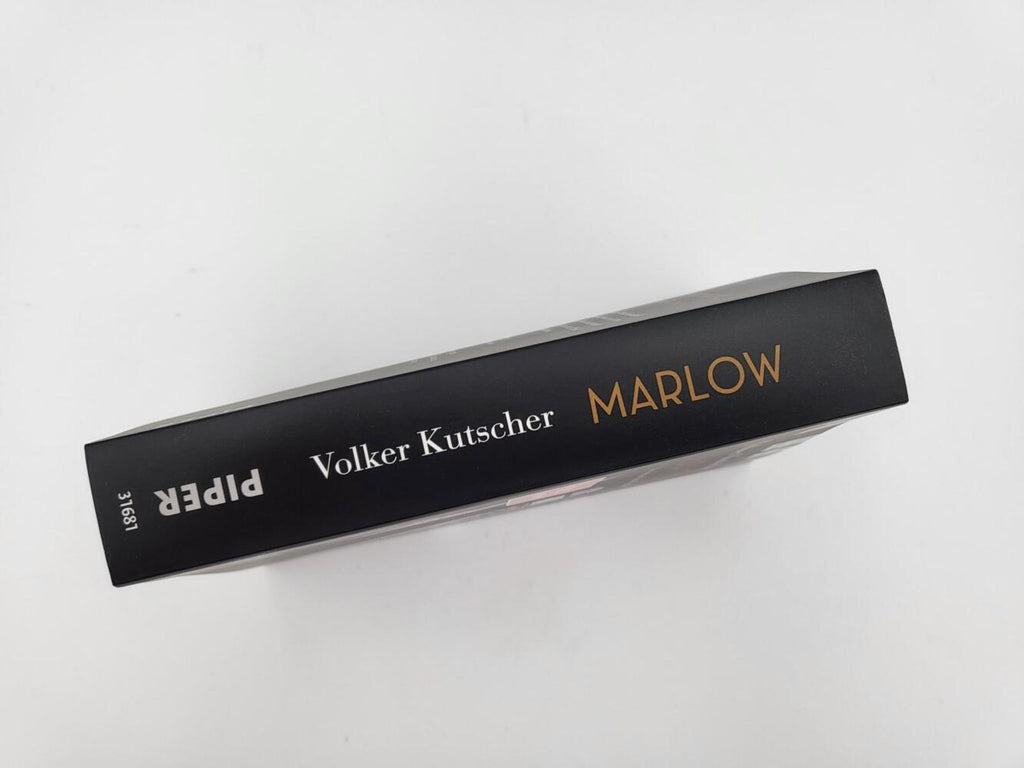 MARLOW
Volker Kutscher
PIPER
31681